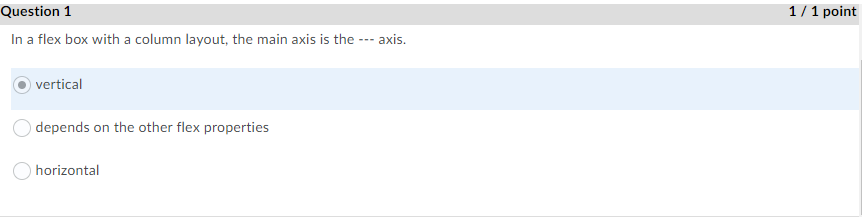 Question 1 1 / 1 point
In a flex box with a column layout, the main axis is the --- axis.
vertical
depends on the other flex properties
horizontal